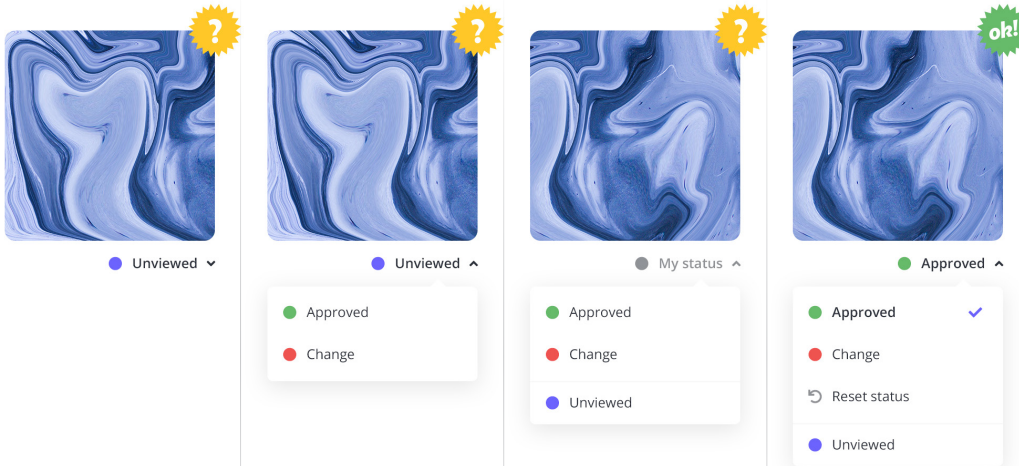 ?
Unviewed
?
Unviewed
Approved
Change
?
My status
Approved
Change
Unviewed
ok!
Approved
Approved
Change
Reset status
Unviewed